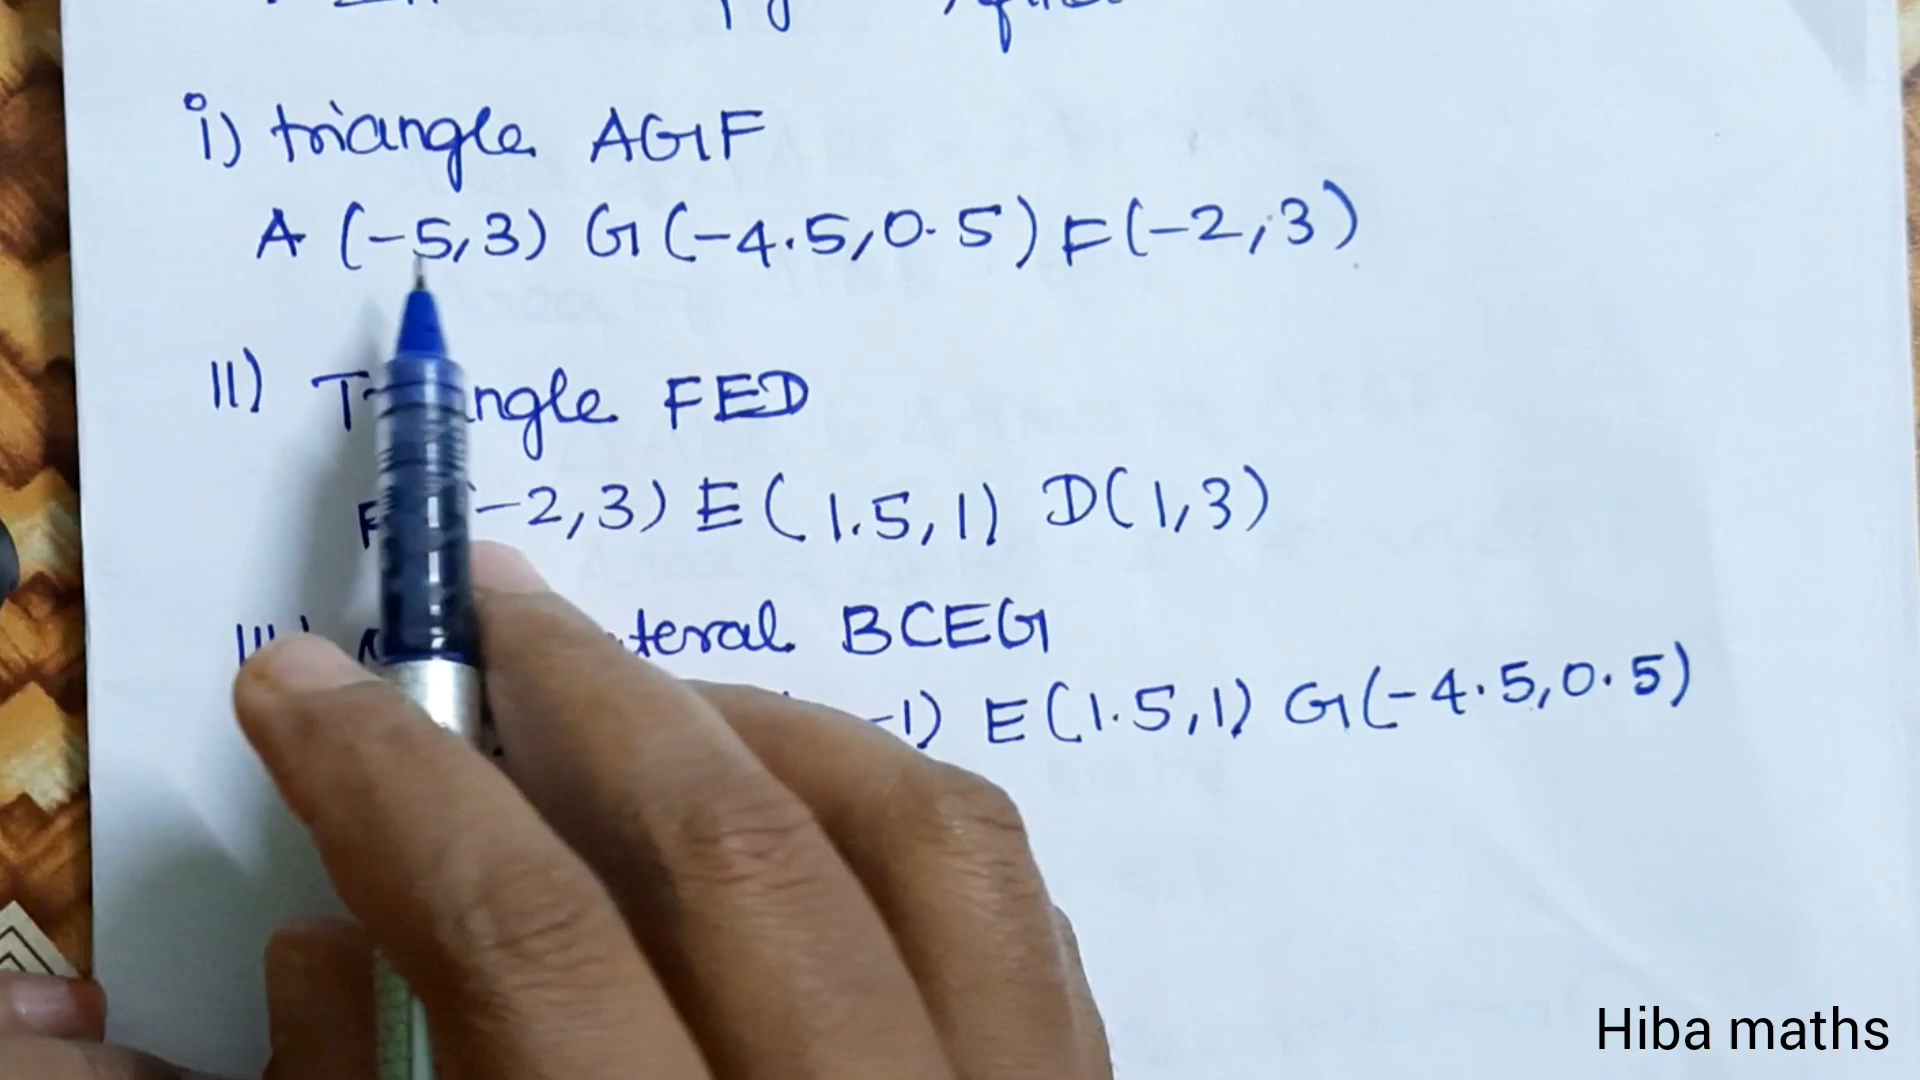 i) triangle AGF
A (-5,3) G(-4.5,0.5) F(-2,3)
II) ngle FED
-2,3) E(1.5,1) D(1,3)
teral BCEG
-1) E(1.5,1) G(-4.5,0.5)
Hiba maths